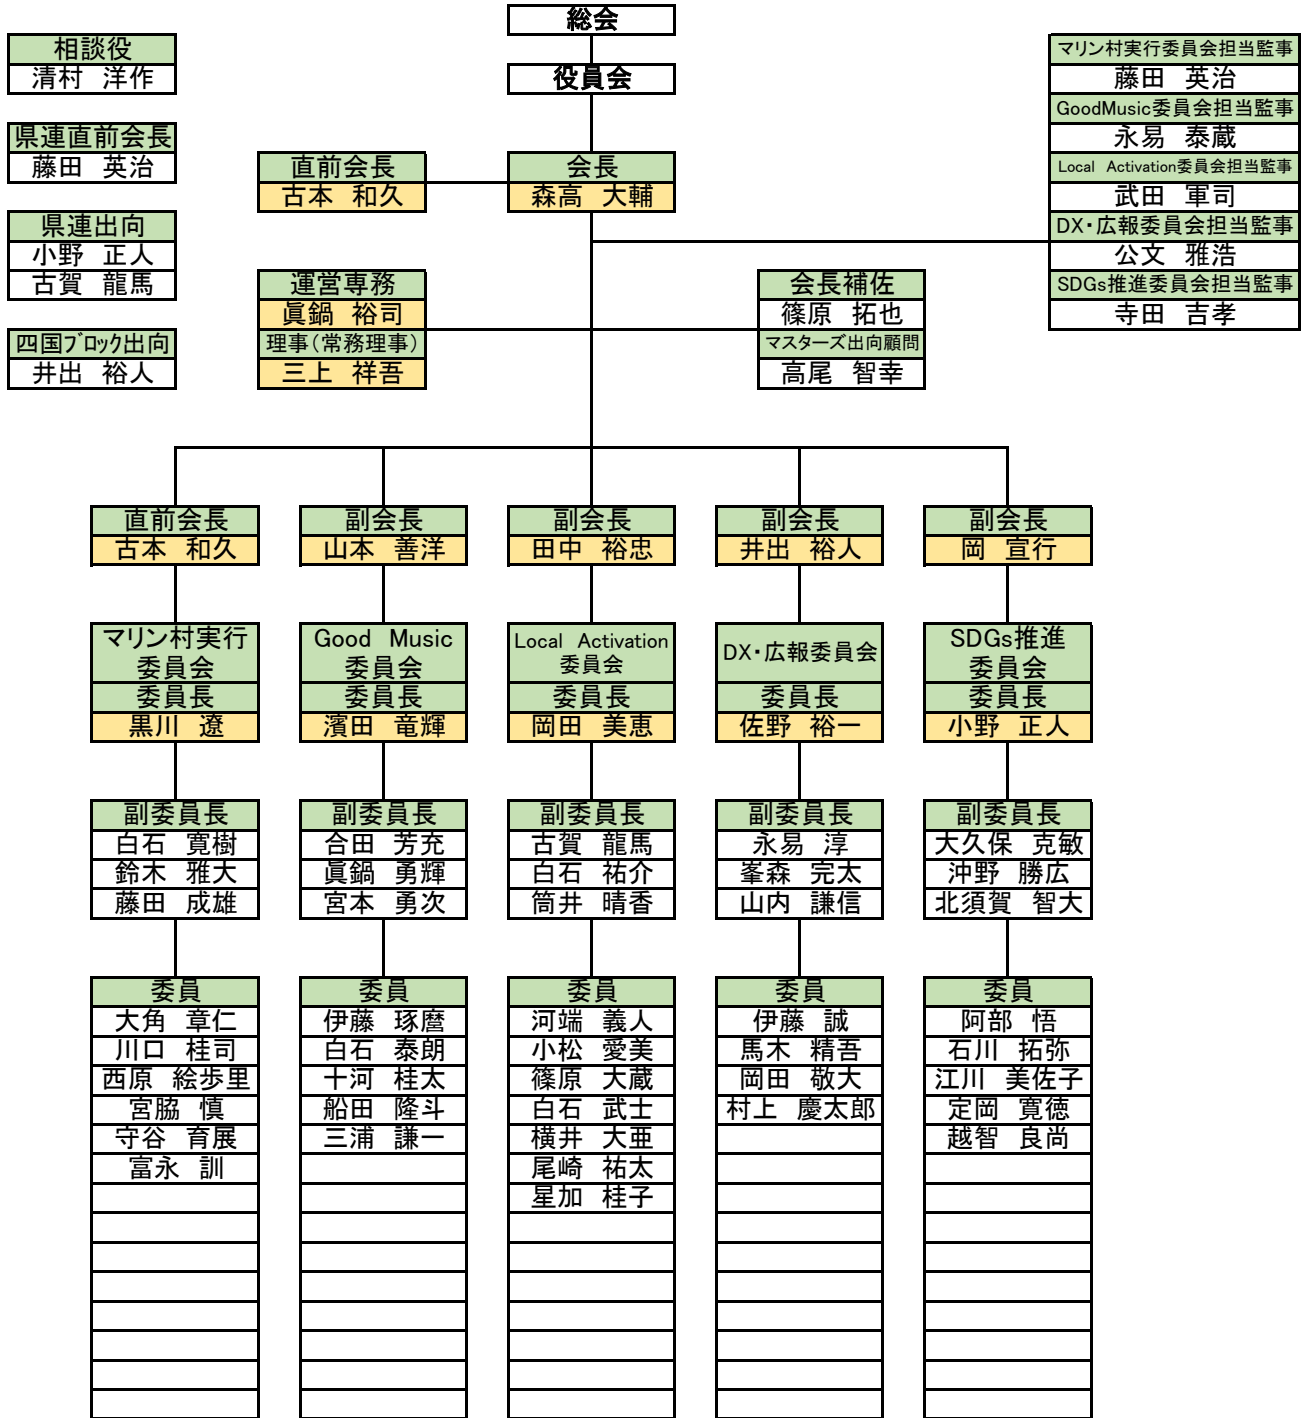 総会
役員会
相談役
清村　洋作
県連直前会長
藤田　英治
県連出向
小野　正人
古賀　龍馬
四国ブロック出向
井出　裕人
直前会長
古本　和久
会長
森高　大輔
運営専務
眞鍋　裕司
理事（常務理事）
三上　祥吾
会長補佐
篠原　拓也
マスターズ出向顧問
高尾　智幸
マリン村実行委員会担当監事
藤田　英治
GoodMusic委員会担当監事
永易　泰蔵
Local　Activation委員会担当監事
武田　軍司
DX・広報委員会担当監事
公文　雅浩
SDGs推進委員会担当監事
寺田　吉孝
直前会長
古本　和久
マリン村実行
委員会
委員長
黒川　遼
副委員長
白石　寛樹
鈴木　雅大
藤田　成雄
委員
大角　章仁
川口　桂司
西原　絵歩里
宮脇　慎
守谷　育展
富永　訓
副会長
山本　善洋
Good　Music
委員会
委員長
濱田　竜輝
副委員長
合田　芳充
眞鍋　勇輝
宮本　勇次
委員
伊藤　琢磨
白石　泰朗
十河　桂太
船田　隆斗
三浦　謙一
副会長
田中　裕忠
Local　Activation
委員会
委員長
岡田　美恵
副委員長
古賀　龍馬
白石　祐介
筒井　晴香
委員
河端　義人
小松　愛美
篠原　大蔵
白石　武士
横井　大亜
尾崎　祐太
星加　桂子
副会長
井出　裕人
DX・広報委員会
委員長
佐野　裕一
副委員長
永易　淳
峯森　完太
山内　謙信
委員
伊藤　誠
馬木　精吾
岡田　敬大
村上　慶太郎
副会長
岡　宣行
SDGs推進
委員会
委員長
小野　正人
副委員長
大久保　克敏
沖野　勝広
北須賀　智大
委員
阿部　悟
石川　拓弥
江川　美佐子
定岡　寛徳
越智　良尚